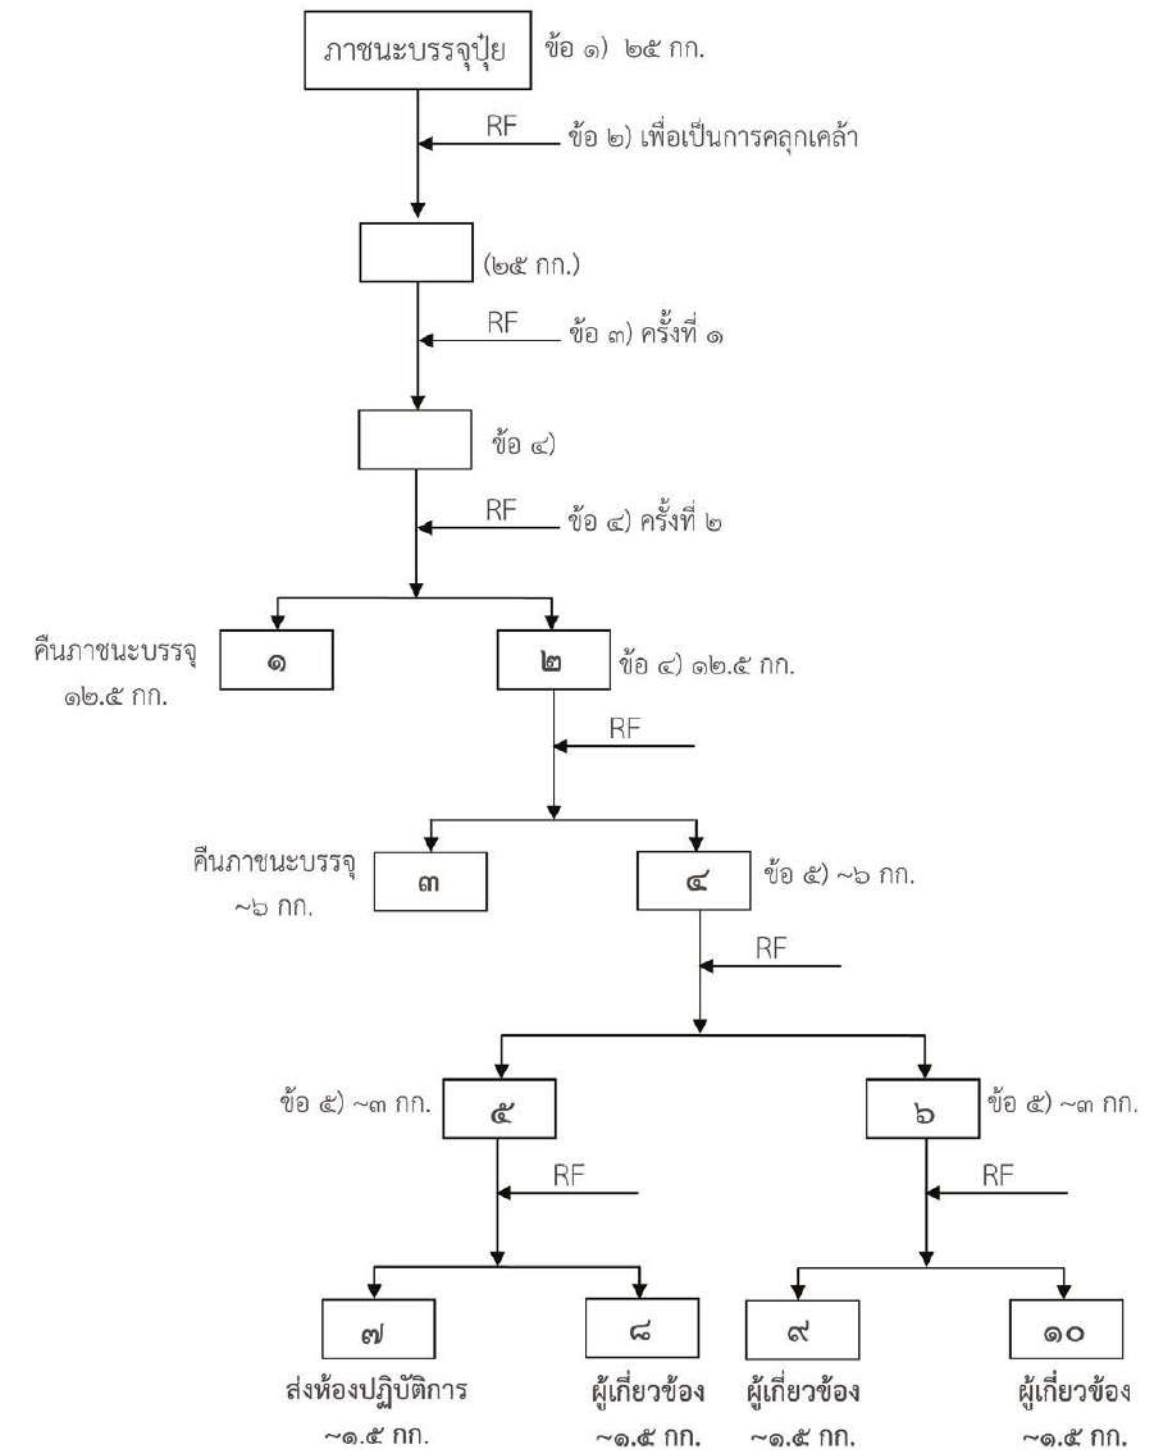 ภาชนะบรรจุปุ๋ย ข้อ ๑) ๒๕ กก.
RF ข้อ ๒) เพื่อเป็นการคลุกเคล้า
(๒๕ กก.)
RF ข้อ ๓) ครั้งที่ ๑
ข้อ ๔)
RF ข้อ ๔) ครั้งที่ ๒
คืนภาชนะบรรจุ ๑ ๒ ข้อ ๔) ๑๒.๕ กก.
๑๒.๕ กก.
RF
คืนภาชนะบรรจุ ๓ ๔ ข้อ ๕) ~๖ กก.
~๖ กก.
RF
ข้อ ๕) ~๓ กก. ๕ ๖ ข้อ ๕) ~๓ กก.
RF RF
๗ ๘ ๙ ๑๐
ส่งห้องปฏิบัติการ ผู้เกี่ยวข้อง ผู้เกี่ยวข้อง ผู้เกี่ยวข้อง
~๑.๕ กก. ~๑.๕ กก. ~๑.๕ กก. ~๑.๕ กก.